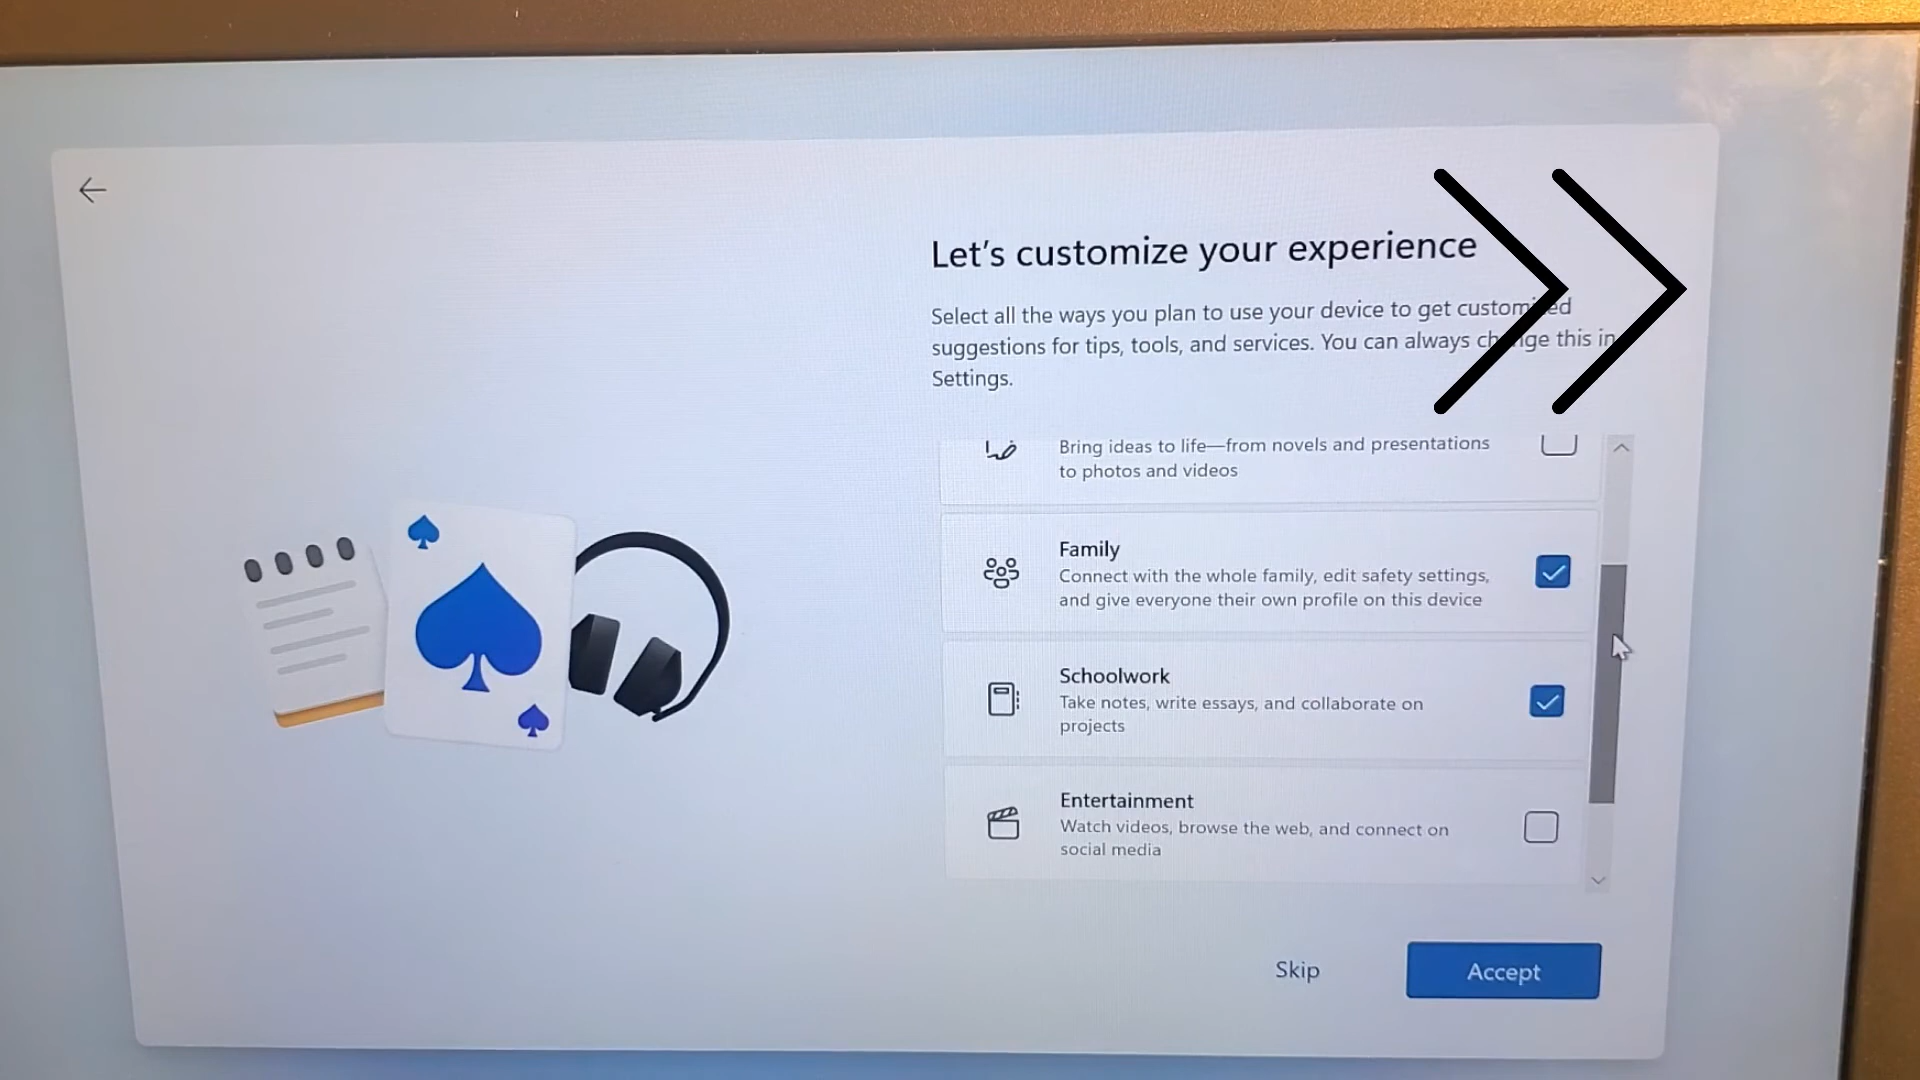 Let's customize your experience
Select all the ways you plan to use your device to get customized
suggestions for tips, tools, and services. You can always change this in
Settings.
Bring ideas to life—from novels and presentations
to photos and videos
Family
Connect with the whole family, edit safety settings,
and give everyone their own profile on this device
Schoolwork
Take notes, write essays, and collaborate on
projects
Entertainment
Watch videos, browse the web, and connect on
social media
Skip
Accept